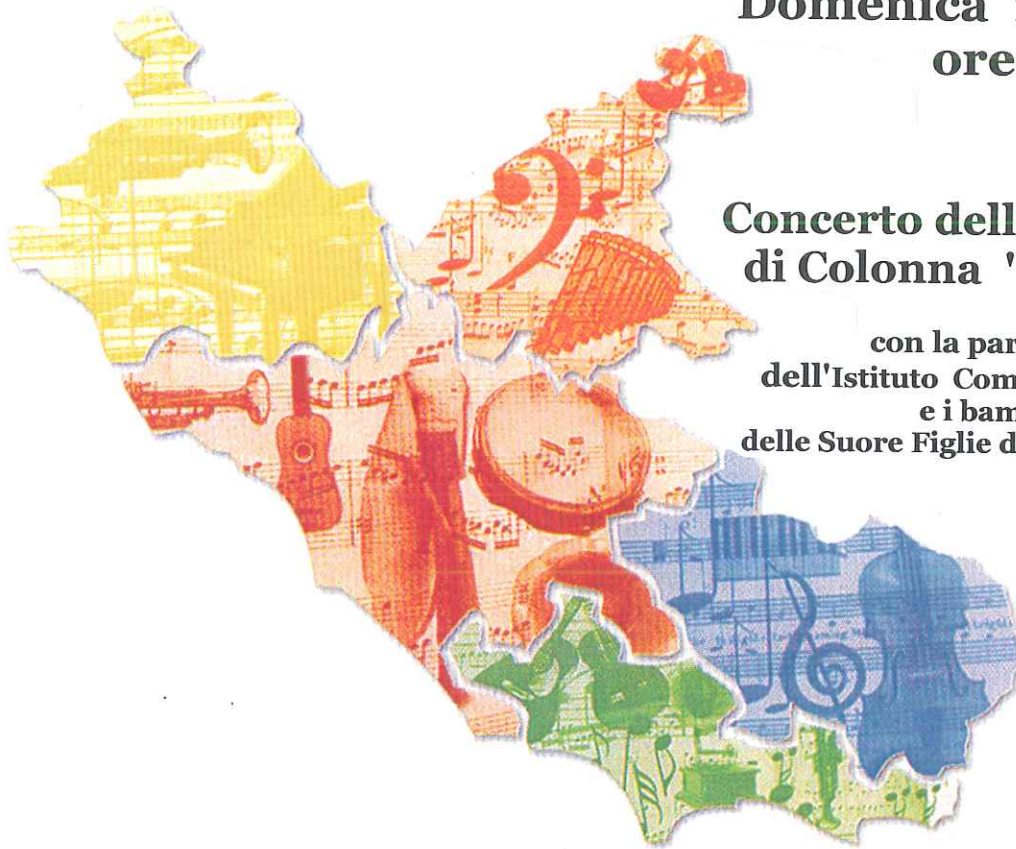 Domenica
ore
Concerto dell
di Colonna '
con la par
dell'Istituto Com
e i bam
delle Suore Figlie d